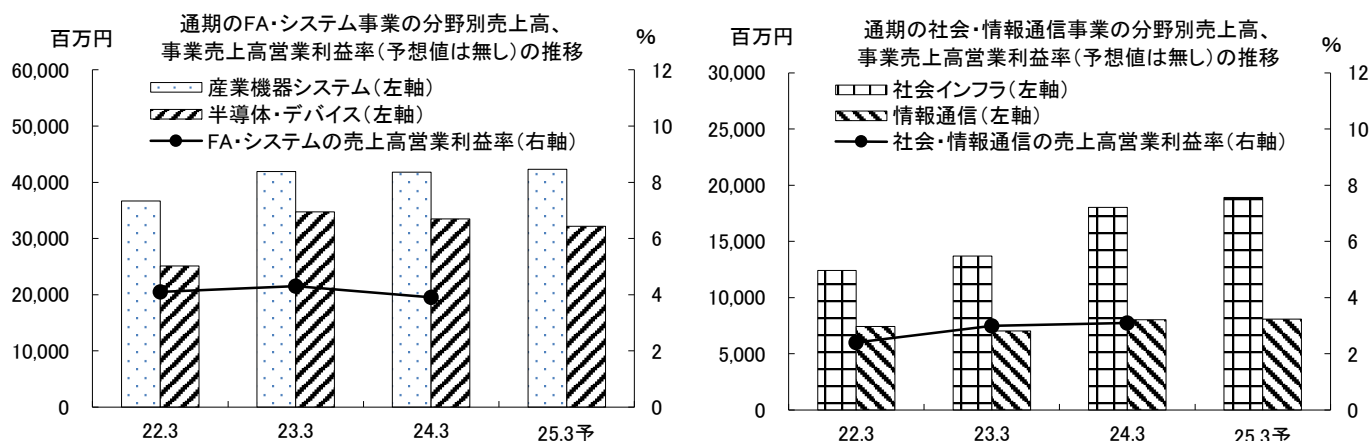 通期のFA・システム事業の分野別売上高、
事業売上高営業利益率(予想値は無し)の推移
百万円
%
60,000
50,000
40,000
30,000
20,000
10,000
0
12
10
8
6
4
2
0
産業機器システム(左軸)
半導体・デバイス(左軸)
FA・システムの売上高営業利益率(右軸)
22.3
23.3
24.3
25.3予
通期の社会・情報通信事業の分野別売上高、
事業売上高営業利益率(予想値は無し)の推移
百万円
%
30,000
25,000
20,000
15,000
10,000
5,000
0
12
10
8
6
4
2
0
社会インフラ(左軸)
情報通信(左軸)
社会・情報通信の売上高営業利益率(右軸)
22.3
23.3
24.3
25.3予